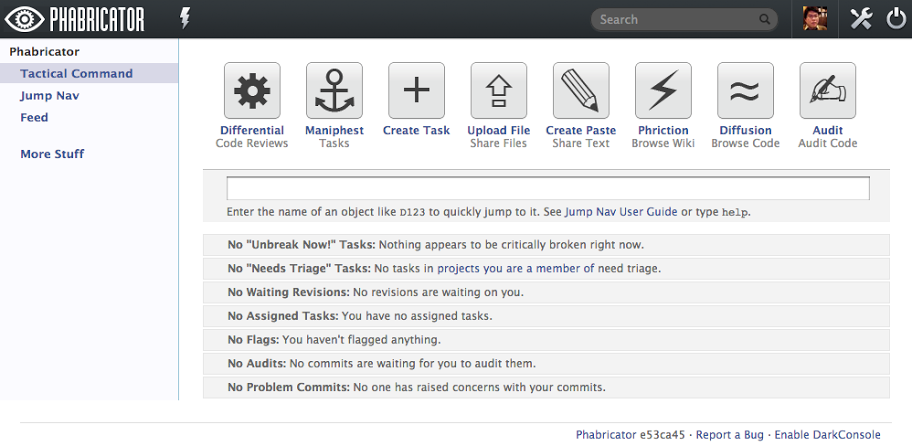 PHABRICATOR
Search
Phabricator
Tactical Command
Jump Nav
Feed
More Stuff
Differential
Code Reviews
Maniphest
Tasks
Create Task
Upload File
Share Files
Create Paste
Share Text
Phriction
Browse Wiki
Diffusion
Browse Code
Audit
Audit Code
Enter the name of an object like D123 to quickly jump to it. See Jump Nav User Guide or type help.
No "Unbreak Now!" Tasks: Nothing appears to be critically broken right now.
No "Needs Triage" Tasks: No tasks in projects you are a member of need triage.
No Waiting Revisions: No revisions are waiting on you.
No Assigned Tasks: You have no assigned tasks.
No Flags: You haven't flagged anything.
No Audits: No commits are waiting for you to audit them.
No Problem Commits: No one has raised concerns with your commits.
Phabricator e53ca45 · Report a Bug · Enable DarkConsole